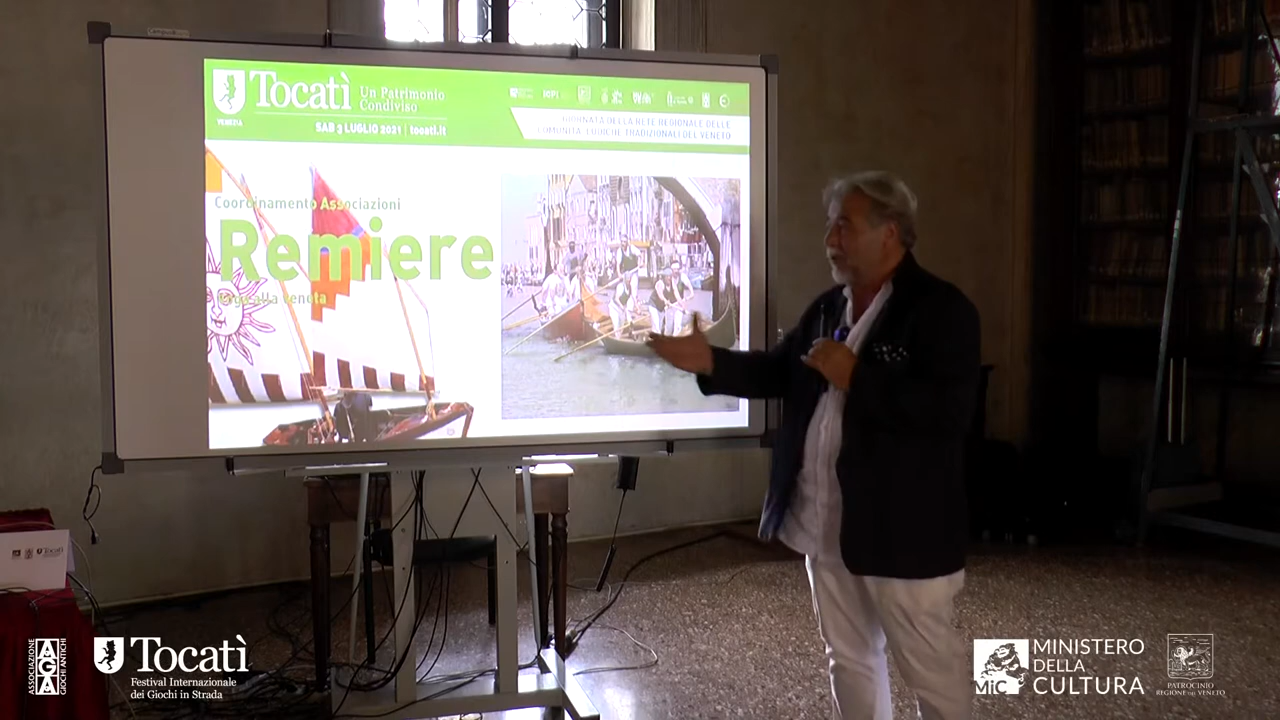 Tocatì
Un Patrimonio
Condiviso
VENEZIA
SAB 3 LUGLIO 2021 | tocati.it
GIORNATA DELLA RETE REGIONALE DELLE
COMUNITÀ LUDICHE TRADIZIONALI DEL VENETO
Coordinamento Associazioni
Remiere
Voga alla Veneta
Tocatì
ASSOCIAZIONE
AGA
GIOCHI ANTICHI
Tocatì
Festival Internazionale
dei Giochi in Strada
MiC
MINISTERO
DELLA
CULTURA
PATROCINIO
REGIONE DEL VENETO